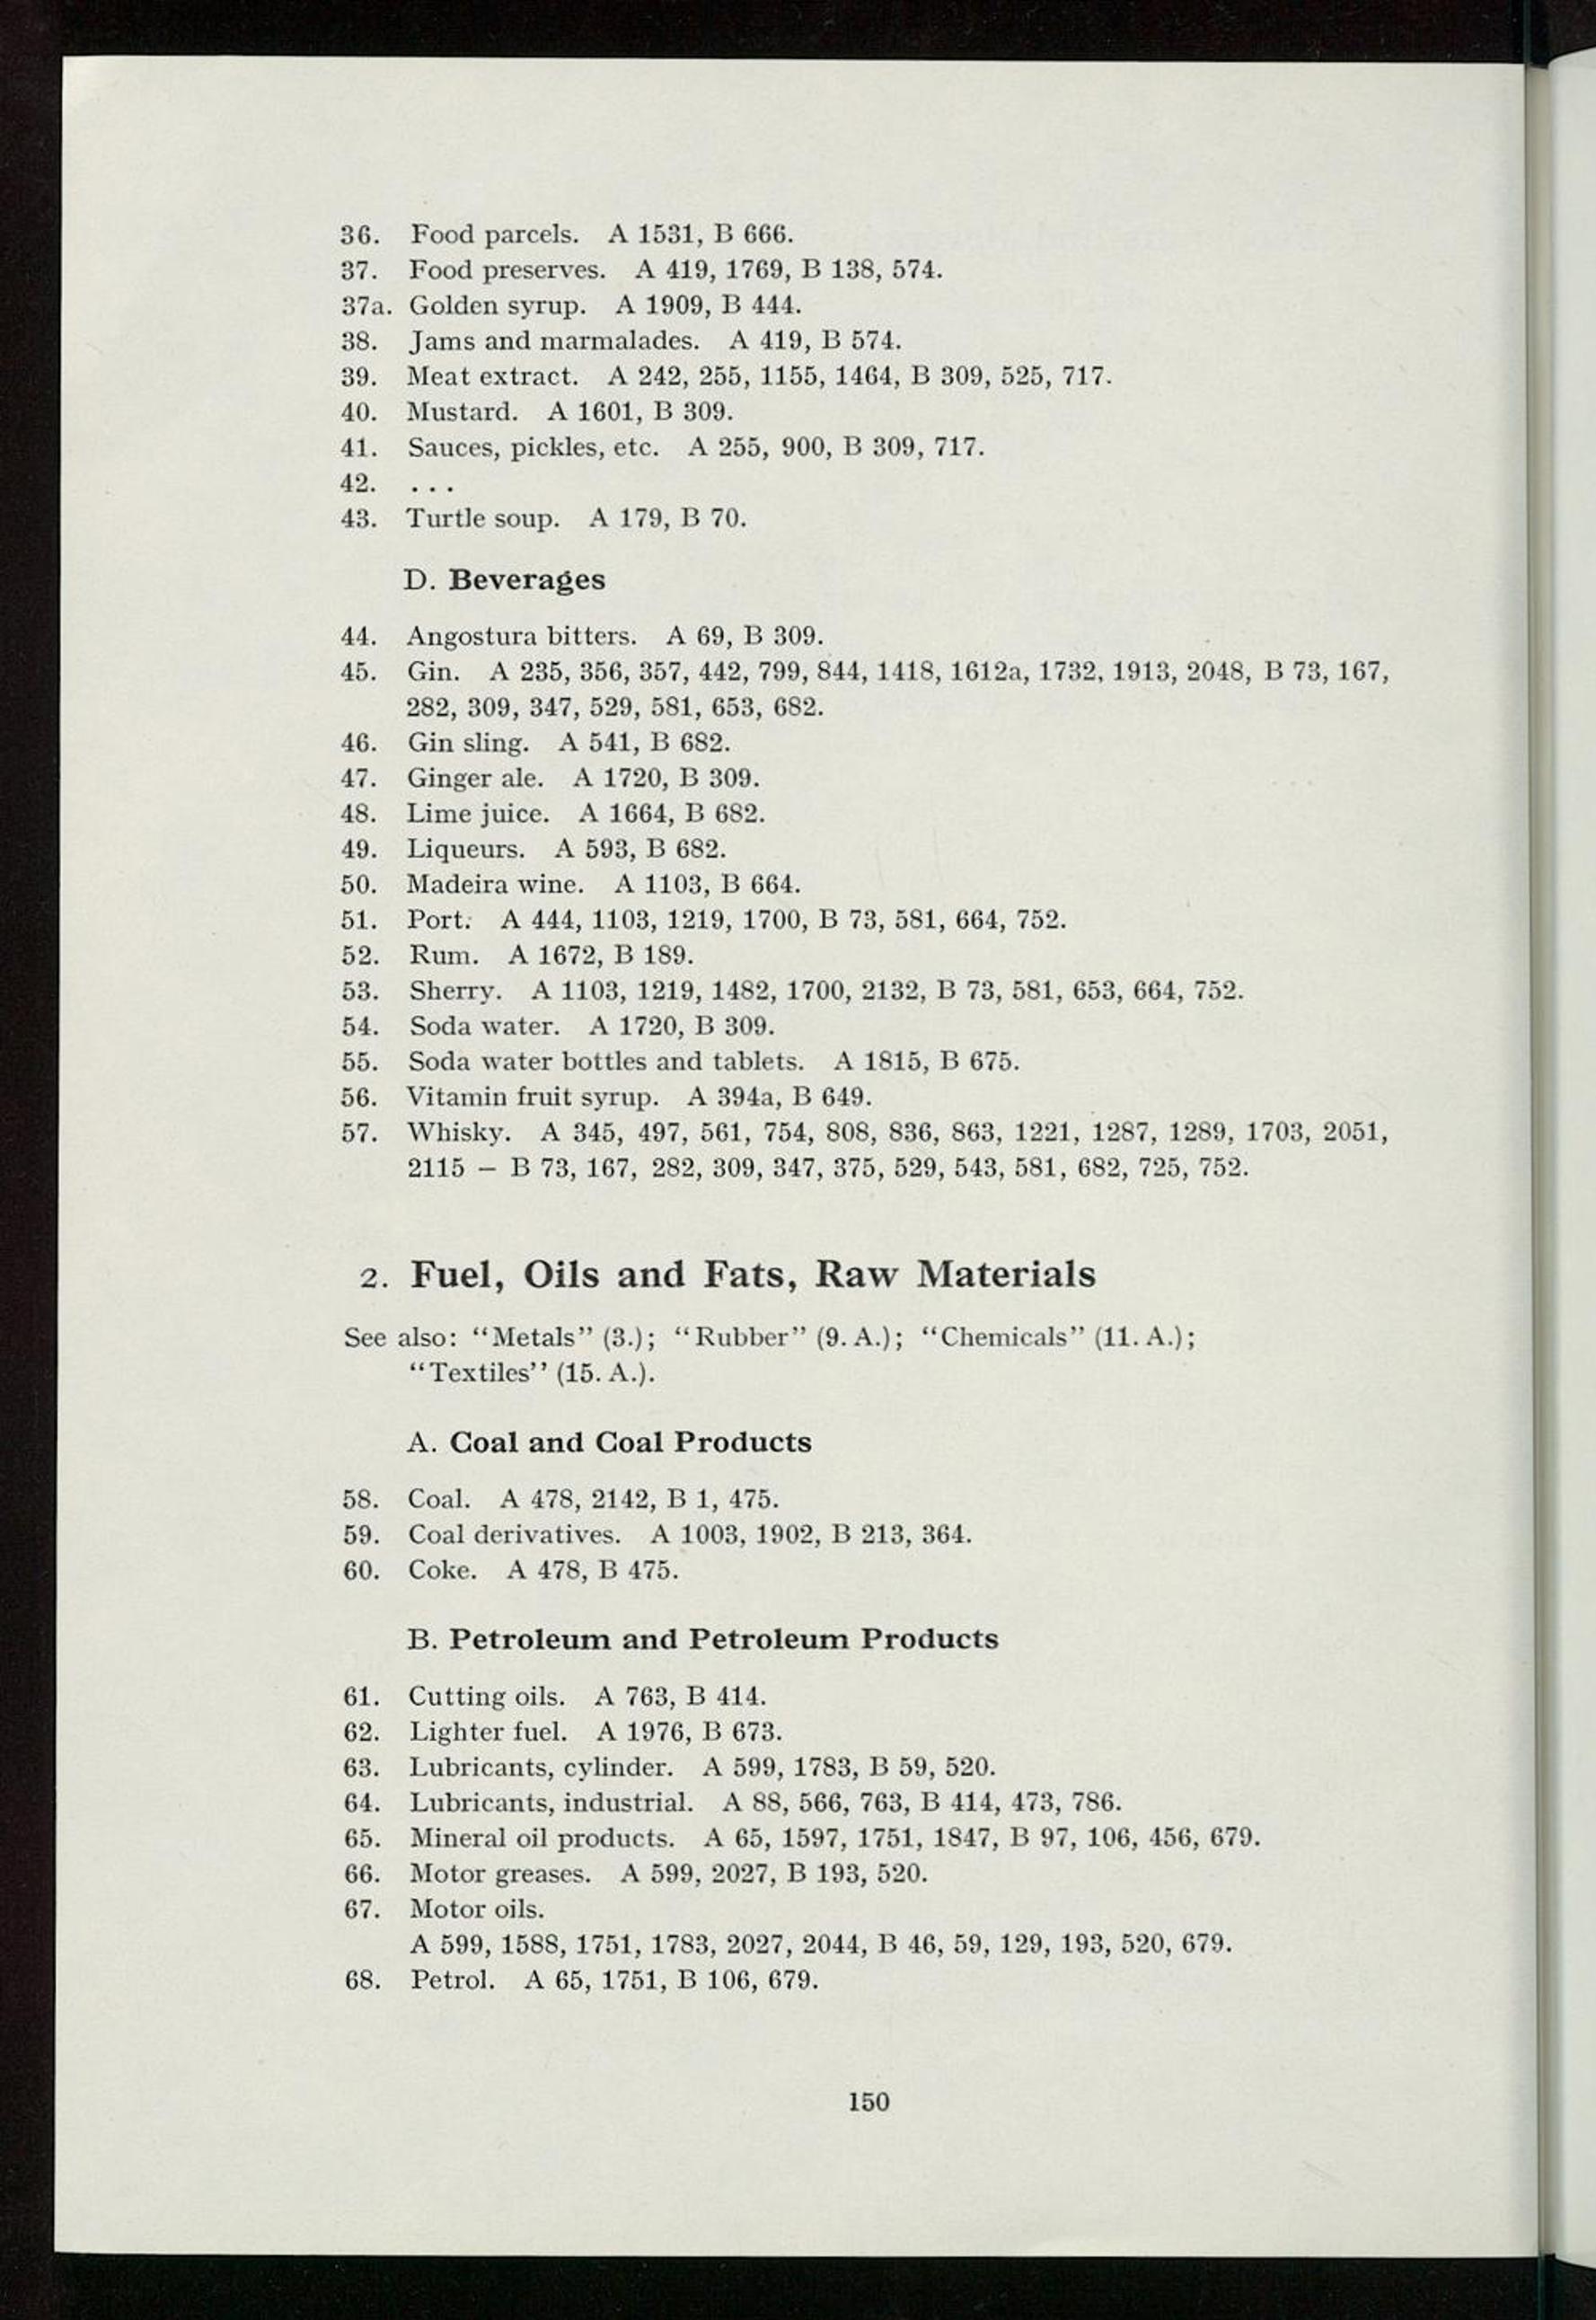 36. Food parcels. A 1531, B 666.
37. Food preserves. A 419, 1769, B 138, 574.
37a. Golden syrup. A 1909, B 444.
38. Jams and marmalades. A 419, B 574.
39. Meat extract. A 242, 255, 1155, 1464, B 309, 525, 717.
40. Mustard. A 1601, B 309.
41. Sauces, pickles, etc. A 255, 900, B 309, 717.
42. ...
43. Turtle soup. A 179, B 70.
D. Beverages
44. Angostura bitters. A 69, B 309.
45. Gin. A 235, 356, 357, 442, 799, 844, 1418, 1612a, 1732, 1913, 2048, B 73, 167,
282, 309, 347, 529, 581, 653, 682.
46. Gin sling. A 541, B 682.
47. Ginger ale. A 1720, B 309.
48. Lime juice. A 1664, B 682.
49. Liqueurs. A 593, B 682.
50. Madeira wine. A 1103, B 664.
51. Port. A 444, 1103, 1219, 1700, B 73, 581, 664, 752.
52. Rum. A 1672, B 189.
53. Sherry. A 1103, 1219, 1482, 1700, 2132, B 73, 581, 653, 664, 752.
54. Soda water. A 1720, B 309.
55. Soda water bottles and tablets. A 1815, B 675.
56. Vitamin fruit syrup. A 394a, B 649.
57. Whisky. A 345, 497, 561, 754, 808, 836, 863, 1221, 1287, 1289, 1703, 2051,
2115 – B 73, 167, 282, 309, 347, 375, 529, 543, 581, 682, 725, 752.
2. Fuel, Oils and Fats, Raw Materials
See also: “Metals” (3.); “Rubber” (9. A.); “Chemicals” (11. A.);
“Textiles” (15. A.).
A. Coal and Coal Products
58. Coal. A 478, 2142, B 1, 475.
59. Coal derivatives. A 1003, 1902, B 213, 364.
60. Coke. A 478, B 475.
B. Petroleum and Petroleum Products
61. Cutting oils. A 763, B 414.
62. Lighter fuel. A 1976, B 673.
63. Lubricants, cylinder. A 599, 1783, B 59, 520.
64. Lubricants, industrial. A 88, 566, 763, B 414, 473, 786.
65. Mineral oil products. A 65, 1597, 1751, 1847, B 97, 106, 456, 679.
66. Motor greases. A 599, 2027, B 193, 520.
67. Motor oils.
A 599, 1588, 1751, 1783, 2027, 2044, B 46, 59, 129, 193, 520, 679.
68. Petrol. A 65, 1751, B 106, 679.
150